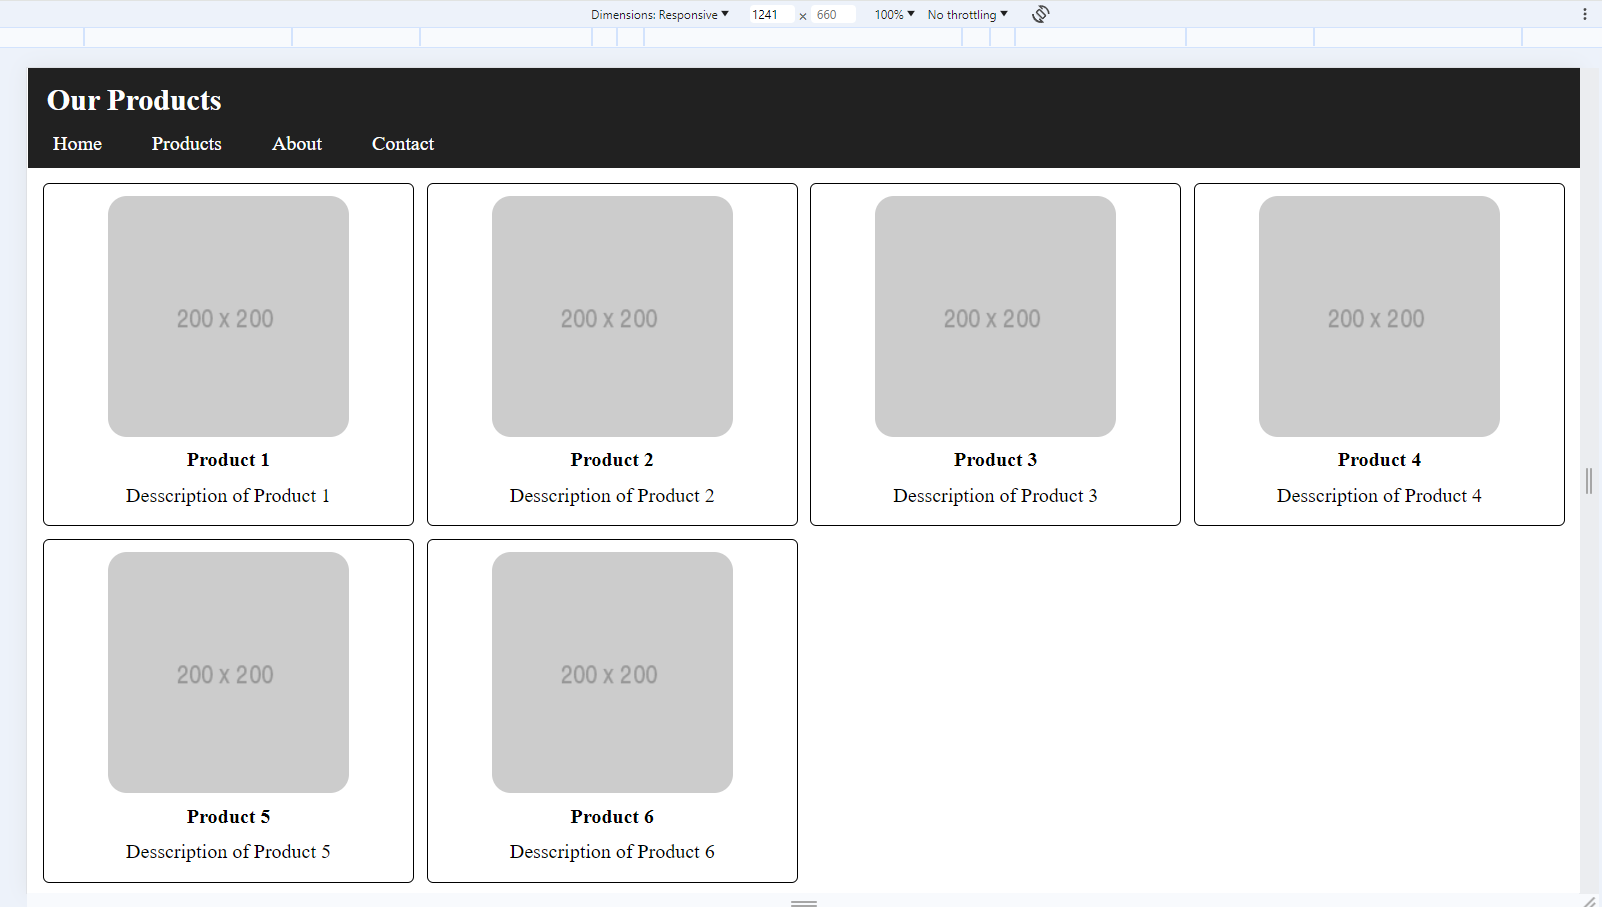 Dimensions: Responsive 1241 x 660 100% No throttling
Our Products
Home Products About Contact
200 x 200 200 x 200 200 x 200 200 x 200
Product 1 Product 2 Product 3 Product 4
Desscription of Product 1 Desscription of Product 2 Desscription of Product 3 Desscription of Product 4
200 x 200 200 x 200
Product 5 Product 6
Desscription of Product 5 Desscription of Product 6